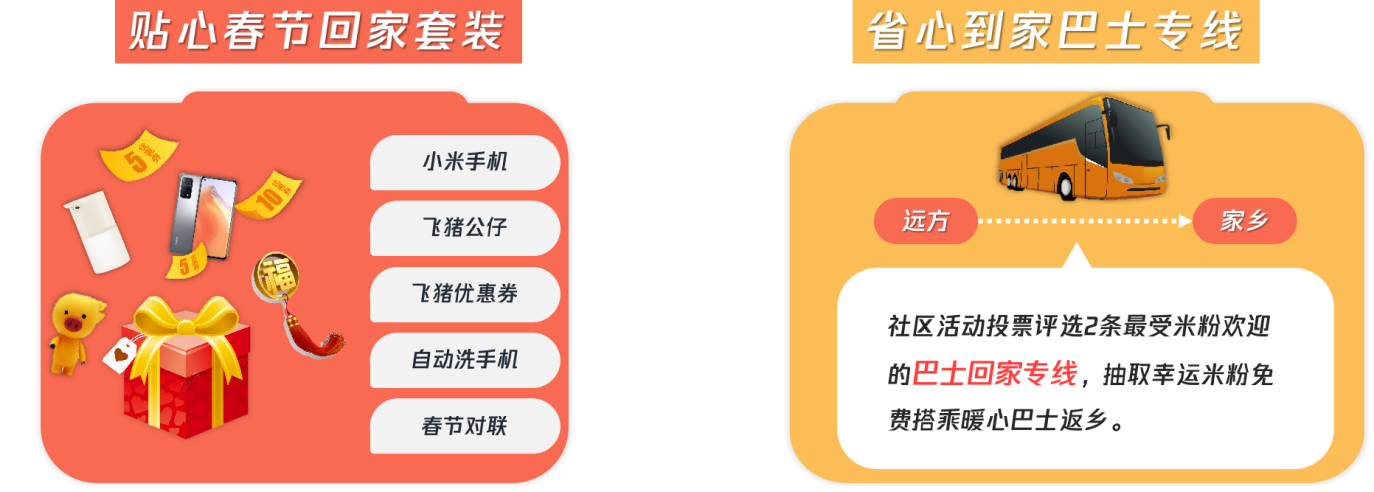 贴心春节回家套装
5
10
5
福
小米手机
飞猪公仔
飞猪优惠券
自动洗手机
春节对联
省心到家巴士专线
远方
家乡
社区活动投票评选2条最受米粉欢迎
的巴士回家专线，抽取幸运米粉免
费搭乘暖心巴士返乡。